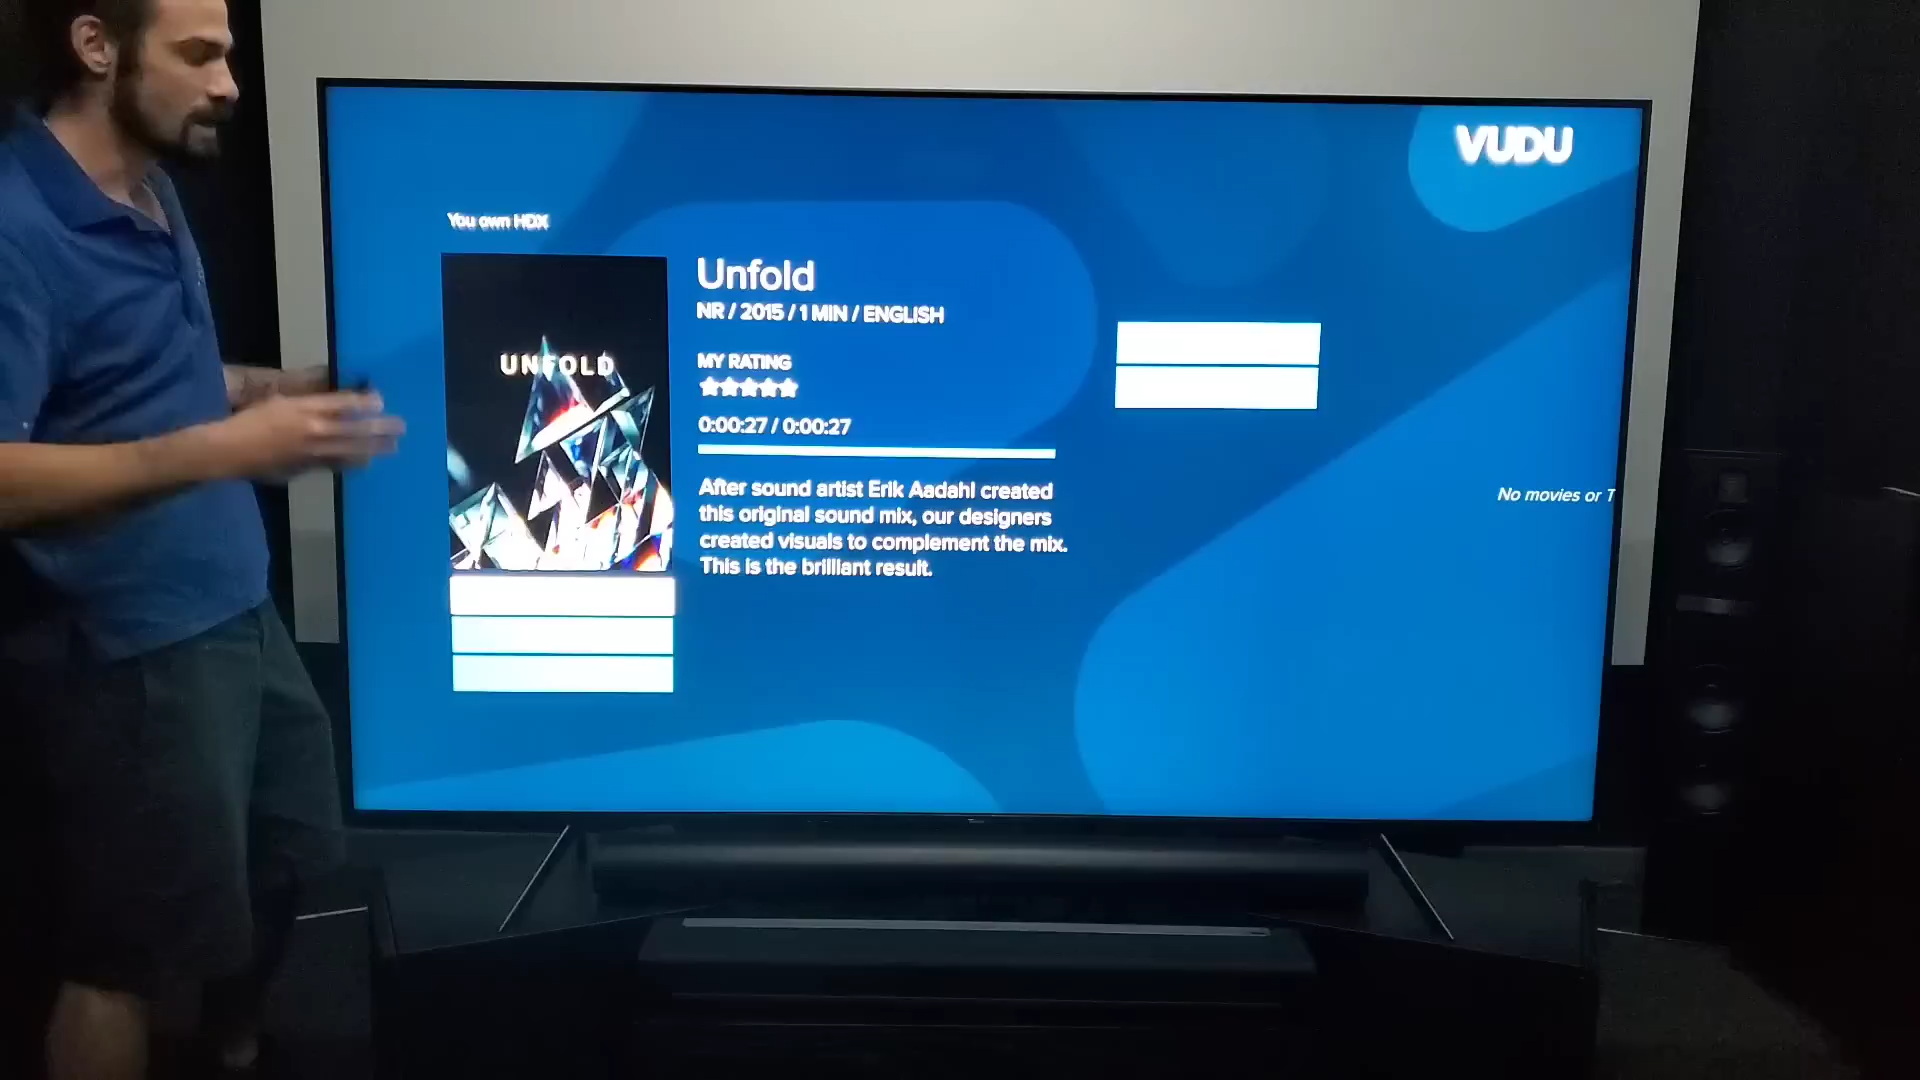 VUDU
You own HDX
UNFOLD
Unfold
NR / 2015 / 1 MIN / ENGLISH
MY RATING
0:00:27 / 0:00:27
After sound artist Erik Aadahl created
this original sound mix, our designers
created visuals to complement the mix.
This is the brilliant result.
No movies or T